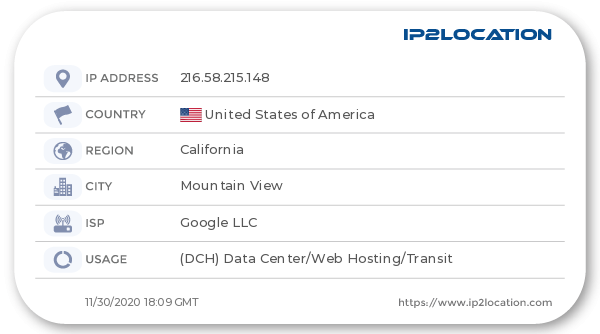 IP2LOCATION
IP ADDRESS 216.58.215.148
COUNTRY United States of America
REGION California
CITY Mountain View
ISP Google LLC
USAGE (DCH) Data Center/Web Hosting/Transit
11/30/2020 18:09 GMT https://www.ip2location.com